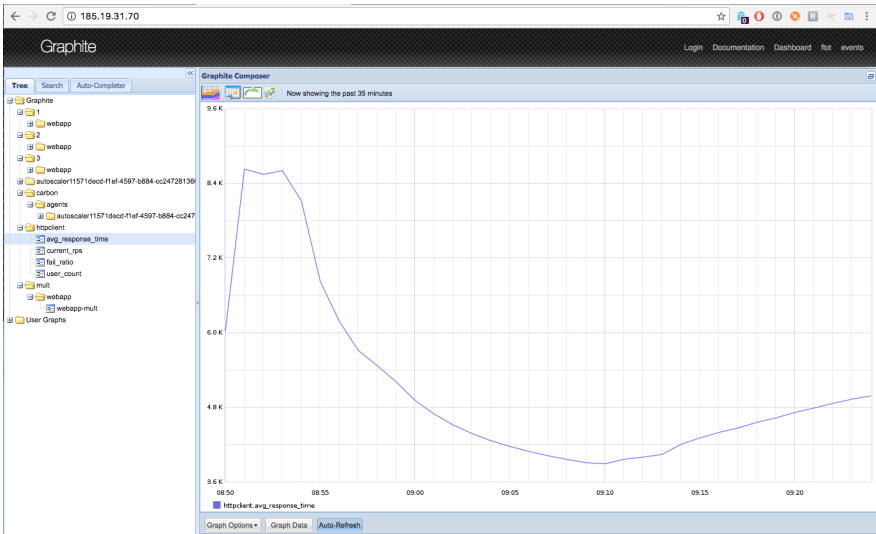 185.19.31.70
0
Graphite
Login Documentation Dashboard flot events
Tree Search Auto-Completer
Graphite
1
webapp
2
webapp
3
webapp
autoscaler11571decd-f1ef-4597-b884-cc24728136
carbon
agents
autoscaler11571decd-f1ef-4597-b884-cc247
httpclient
avg_response_time
current_rps
fail_ratio
user_count
mult
webapp
webapp-mult
User Graphs
Graphite Composer
Now showing the past 35 minutes
9.6 K
8.4 K
7.2 K
6.0 K
4.8 K
3.6 K
08:50 08:55 09:00 09:05 09:10 09:15 09:20
httpclient.avg_response_time
Graph Options Graph Data Auto-Refresh